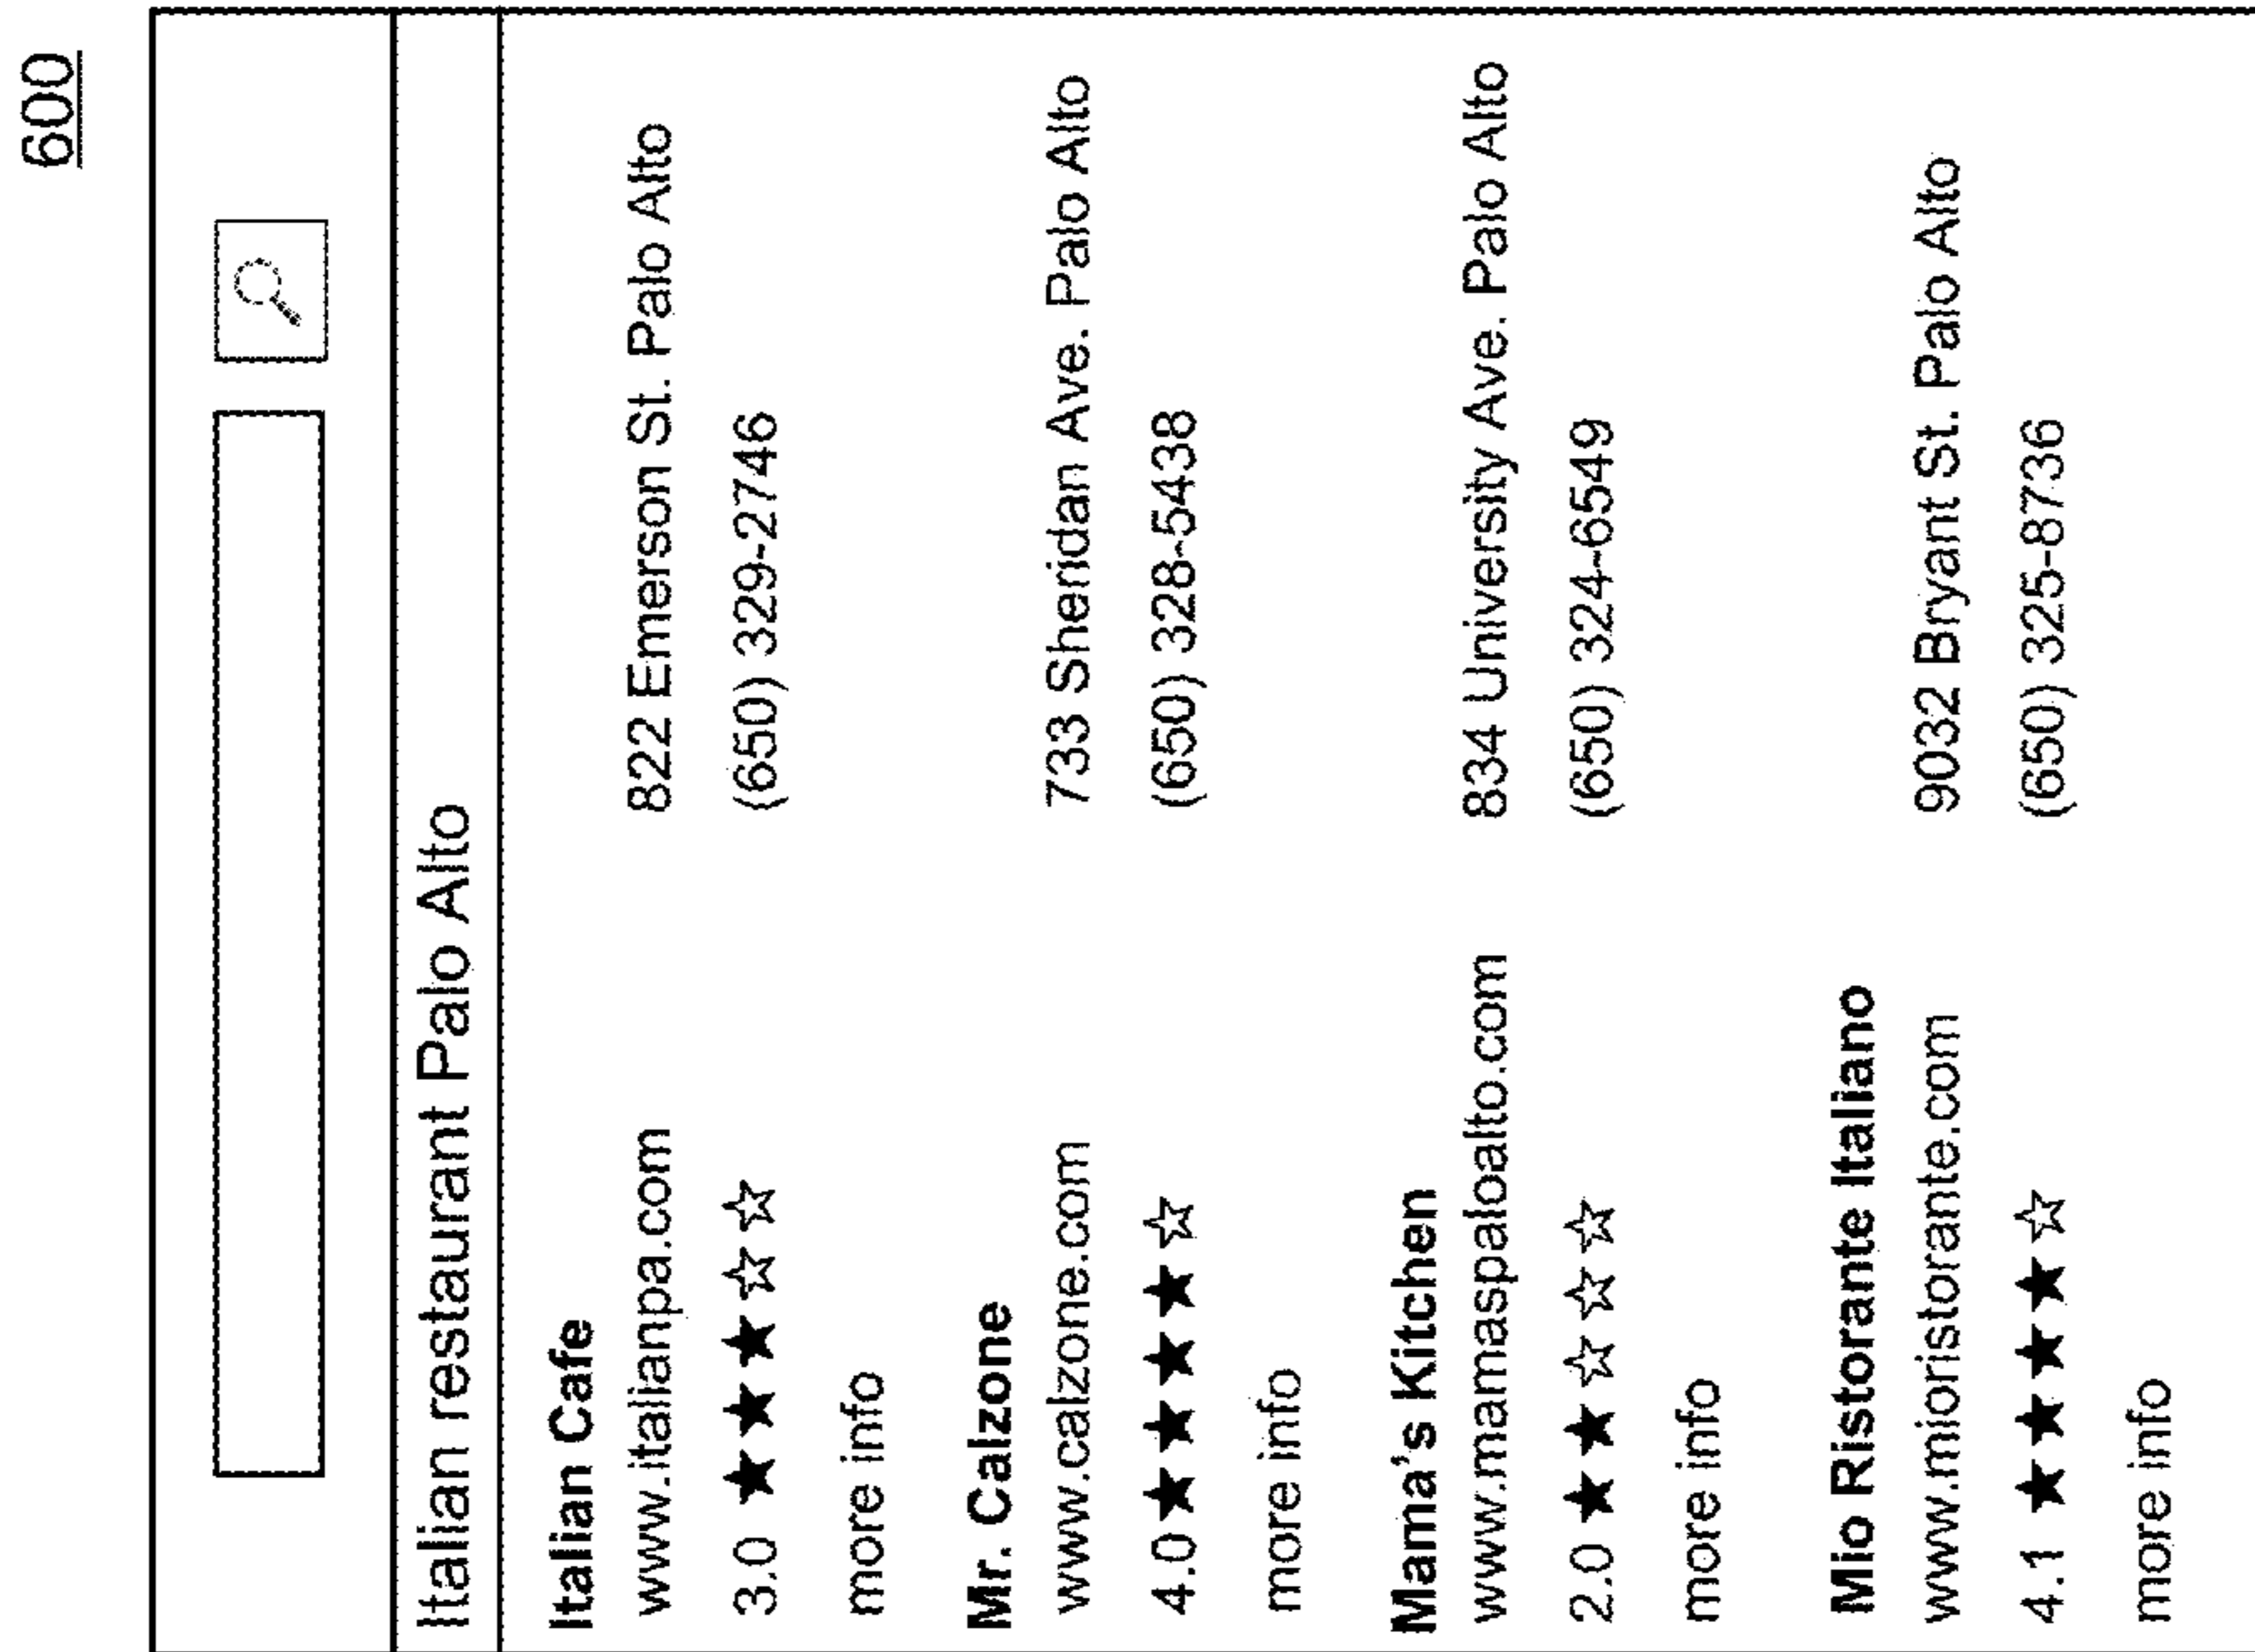 600
Italian restaurant Palo Alto
Italian Cafe
www.italianpa.com 822 Emerson St. Palo Alto
3.0 ★ ★ ★ ☆ ☆ (650) 329-2746
more info
Mr. Calzone
www.calzone.com 733 Sheridan Ave. Palo Alto
4.0 ★ ★ ★ ★ ☆ (650) 328-5438
more info
Mama's Kitchen
www.mamaspaloalto.com 834 University Ave. Palo Alto
2.0 ★ ★ ☆ ☆ ☆ (650) 324-6549
more info
Mio Ristorante Italiano
www.mioristorante.com 9032 Bryant St. Palo Alto
4.1 ★ ★ ★ ★ ☆ (650) 325-8736
more info